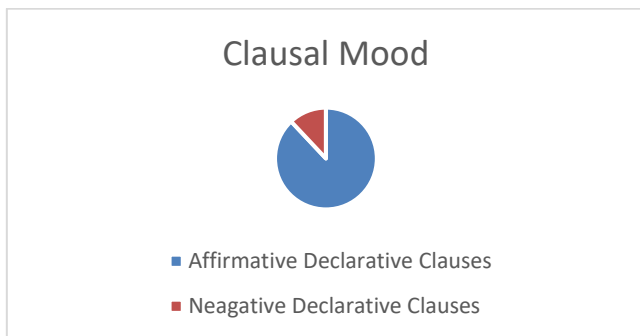 Clausal Mood
Affirmative Declarative Clauses
Neagative Declarative Clauses